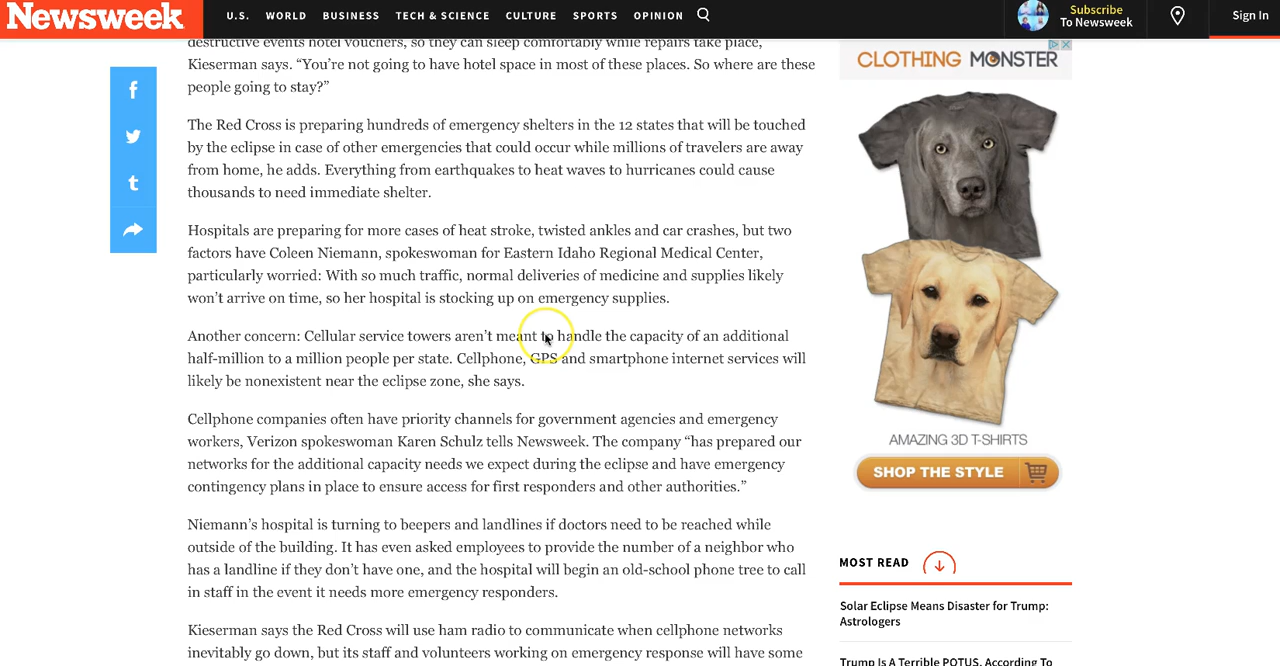 Newsweek
U.S. WORLD BUSINESS TECH & SCIENCE CULTURE SPORTS OPINION
Subscribe
To Newsweek
Sign In
destructive events hotel vouchers, so they can sleep comfortably while repairs take place,
Kieserman says. “You’re not going to have hotel space in most of these places. So where are these
people going to stay?”
The Red Cross is preparing hundreds of emergency shelters in the 12 states that will be touched
by the eclipse in case of other emergencies that could occur while millions of travelers are away
from home, he adds. Everything from earthquakes to heat waves to hurricanes could cause
thousands to need immediate shelter.
Hospitals are preparing for more cases of heat stroke, twisted ankles and car crashes, but two
factors have Coleen Niemann, spokeswoman for Eastern Idaho Regional Medical Center,
particularly worried: With so much traffic, normal deliveries of medicine and supplies likely
won’t arrive on time, so her hospital is stocking up on emergency supplies.
Another concern: Cellular service towers aren’t meant to handle the capacity of an additional
half-million to a million people per state. Cellphone, GPS and smartphone internet services will
likely be nonexistent near the eclipse zone, she says.
Cellphone companies often have priority channels for government agencies and emergency
workers, Verizon spokeswoman Karen Schulz tells Newsweek. The company “has prepared our
networks for the additional capacity needs we expect during the eclipse and have emergency
contingency plans in place to ensure access for first responders and other authorities.”
Niemann’s hospital is turning to beepers and landlines if doctors need to be reached while
outside of the building. It has even asked employees to provide the number of a neighbor who
has a landline if they don’t have one, and the hospital will begin an old-school phone tree to call
in staff in the event it needs more emergency responders.
Kieserman says the Red Cross will use ham radio to communicate when cellphone networks
inevitably go down, but its staff and volunteers working on emergency response will have some
CLOTHING MONSTER
AMAZING 3D T-SHIRTS
SHOP THE STYLE
MOST READ
Solar Eclipse Means Disaster for Trump:
Astrologers
Trump Is A Terrible POTUS, According To